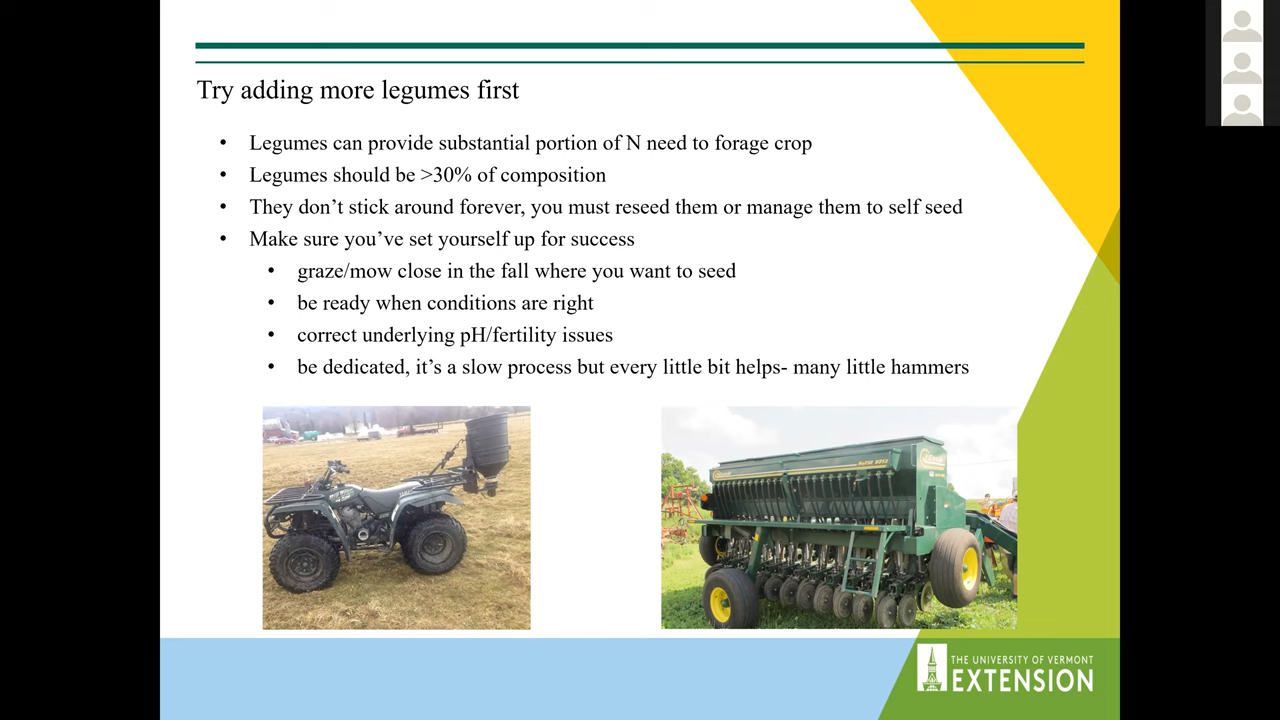 Try adding more legumes first
• Legumes can provide substantial portion of N need to forage crop
• Legumes should be >30% of composition
• They don’t stick around forever, you must reseed them or manage them to self seed
• Make sure you’ve set yourself up for success
• graze/mow close in the fall where you want to seed
• be ready when conditions are right
• correct underlying pH/fertility issues
• be dedicated, it’s a slow process but every little bit helps- many little hammers
THE UNIVERSITY OF VERMONT
EXTENSION